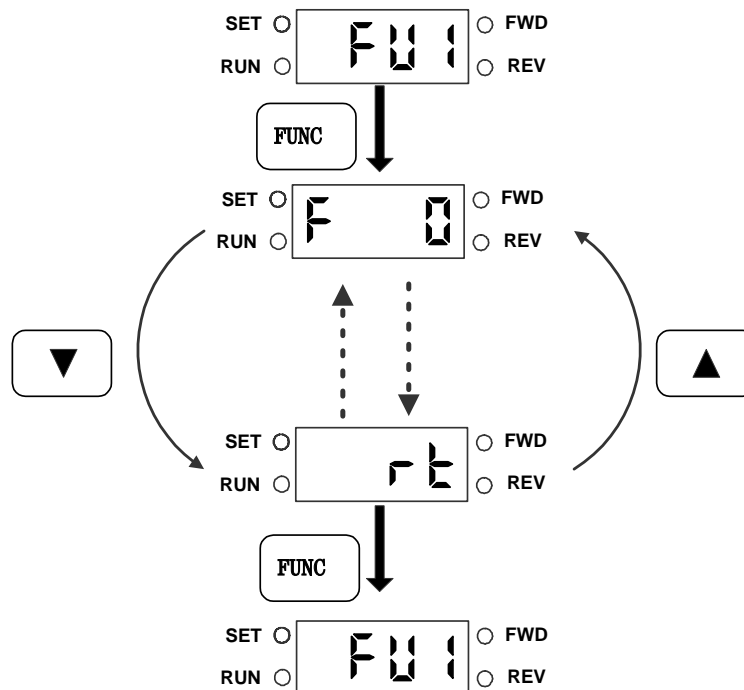 SET FU1 FWD
RUN REV
FUNC
SET F 0 FWD
RUN REV
▼ ▲
SET rt FWD
RUN REV
FUNC
SET FU1 FWD
RUN REV